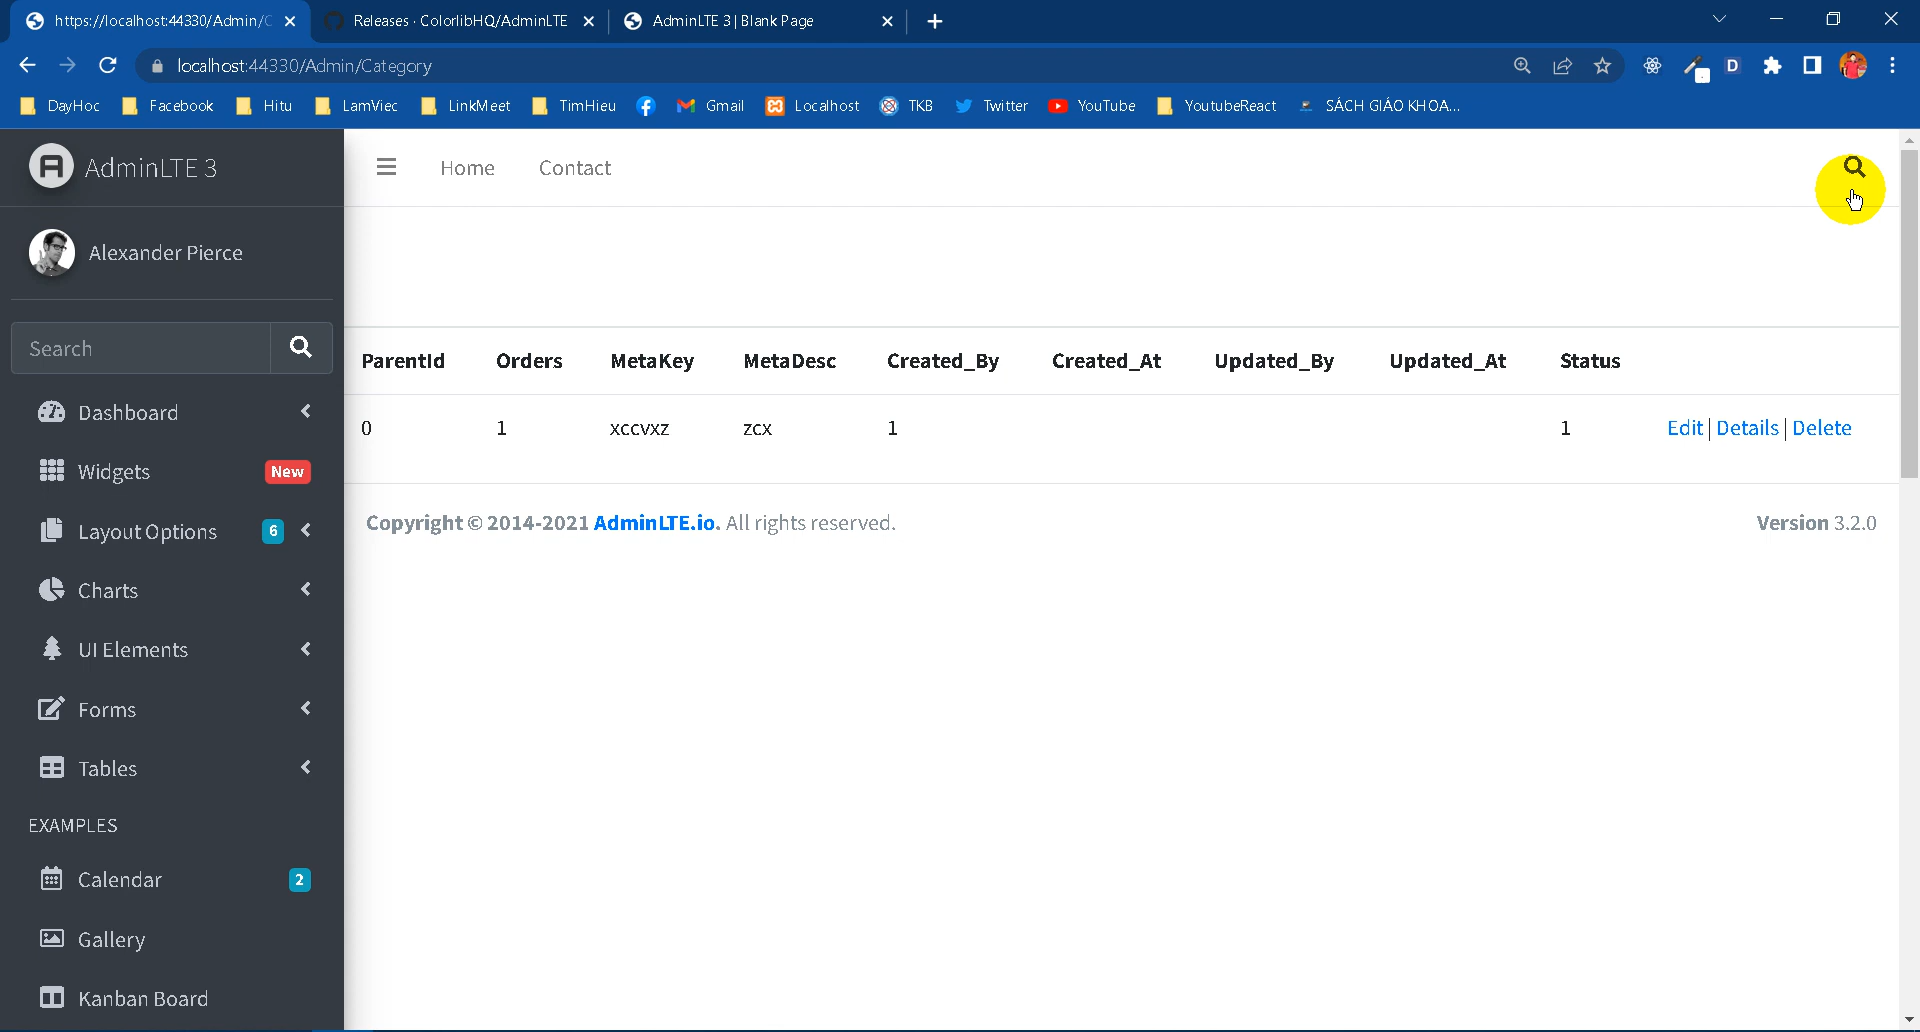 https://localhost:44330/Admin/C
Releases · ColorlibHQ/AdminLTE
AdminLTE 3 | Blank Page
localhost:44330/Admin/Category
DayHoc Facebook Hitu LamViec LinkMeet TimHieu Gmail Localhost TKB Twitter YouTube YoutubeReact SÁCH GIÁO KHOA...
AdminLTE 3
Home Contact
Alexander Pierce
Search
ParentId Orders MetaKey MetaDesc Created_By Created_At Updated_By Updated_At Status
0 1 xccvxz zcx 1 1 Edit | Details | Delete
Copyright © 2014-2021 AdminLTE.io. All rights reserved.
Version 3.2.0
Dashboard
Widgets New
Layout Options 6
Charts
UI Elements
Forms
Tables
EXAMPLES
Calendar 2
Gallery
Kanban Board